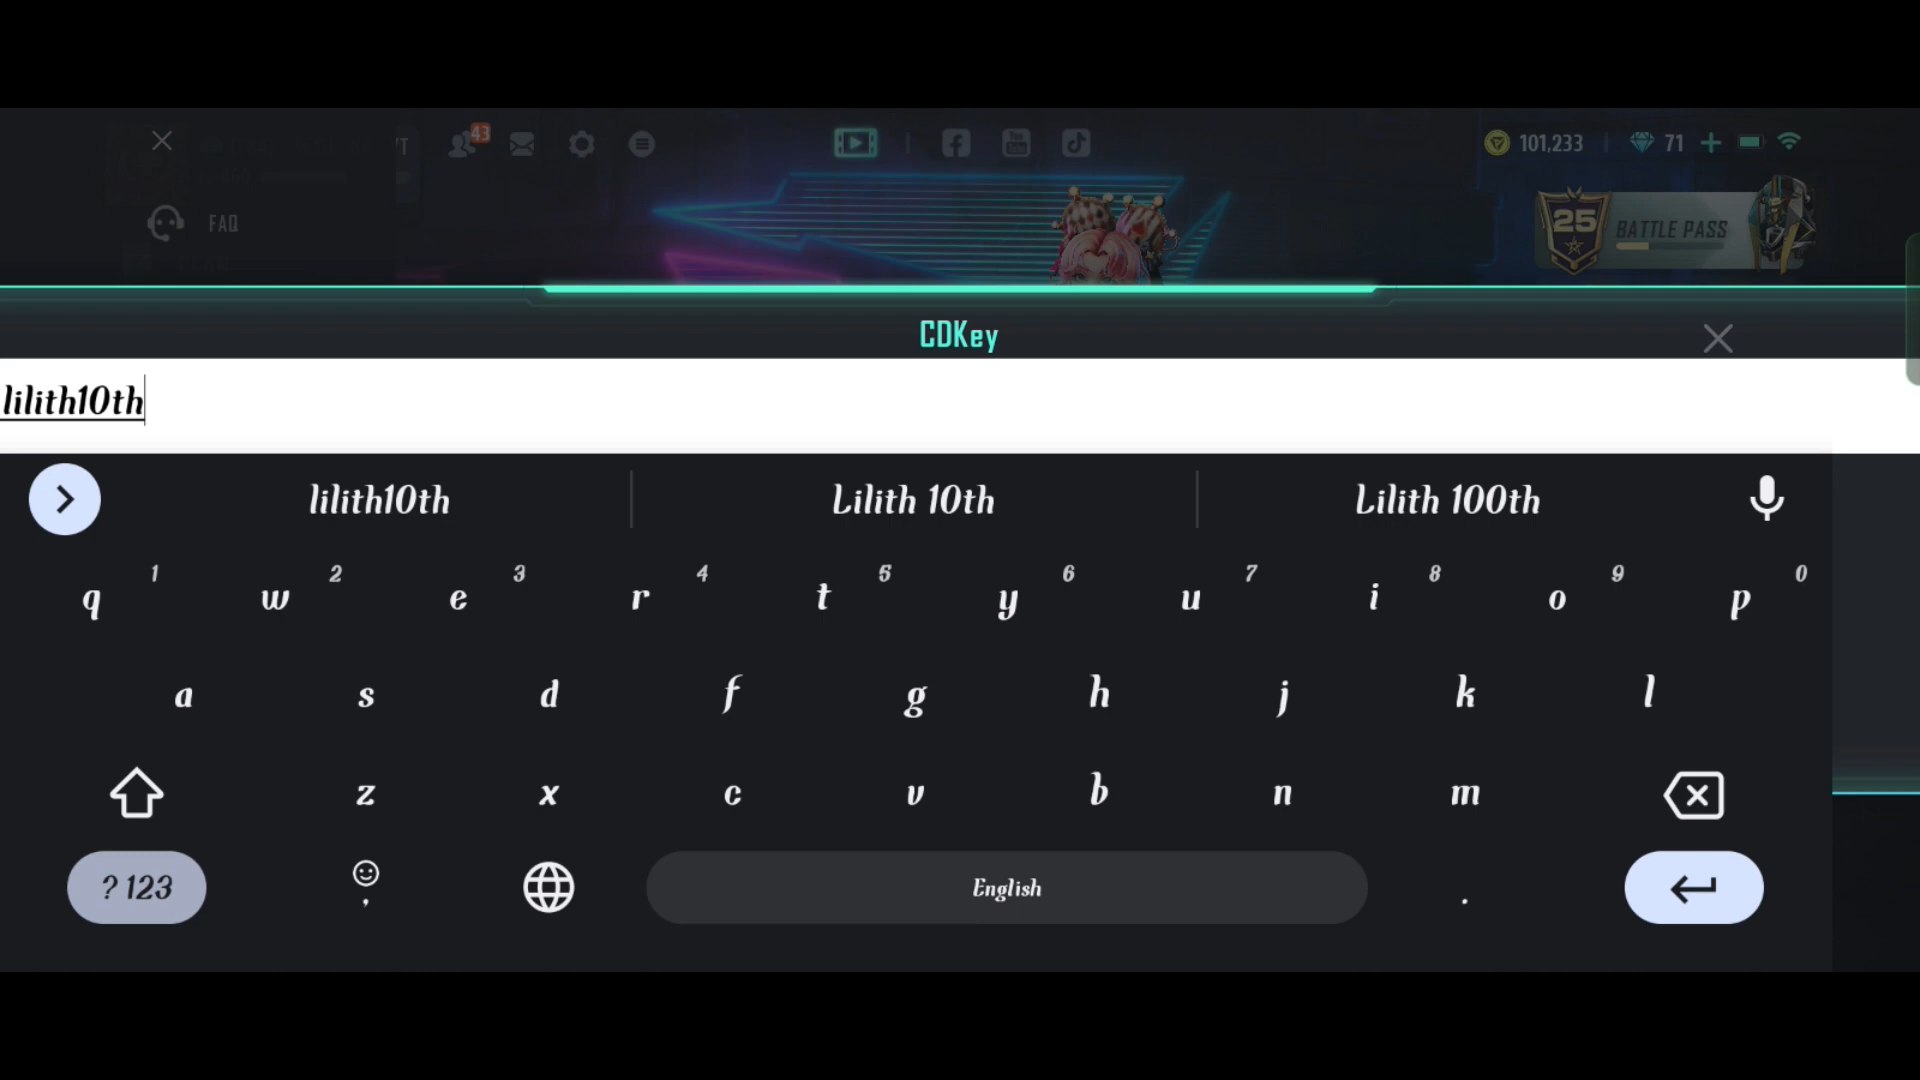 43
101,233
71
25
BATTLE PASS
FAQ
CDKey
lilith10th
lilith10th Lilith 10th Lilith 100th
1 2 3 4 5 6 7 8 9 0
q w e r t y u i o p
a s d f g h j k l
z x c v b n m
?123 , English .